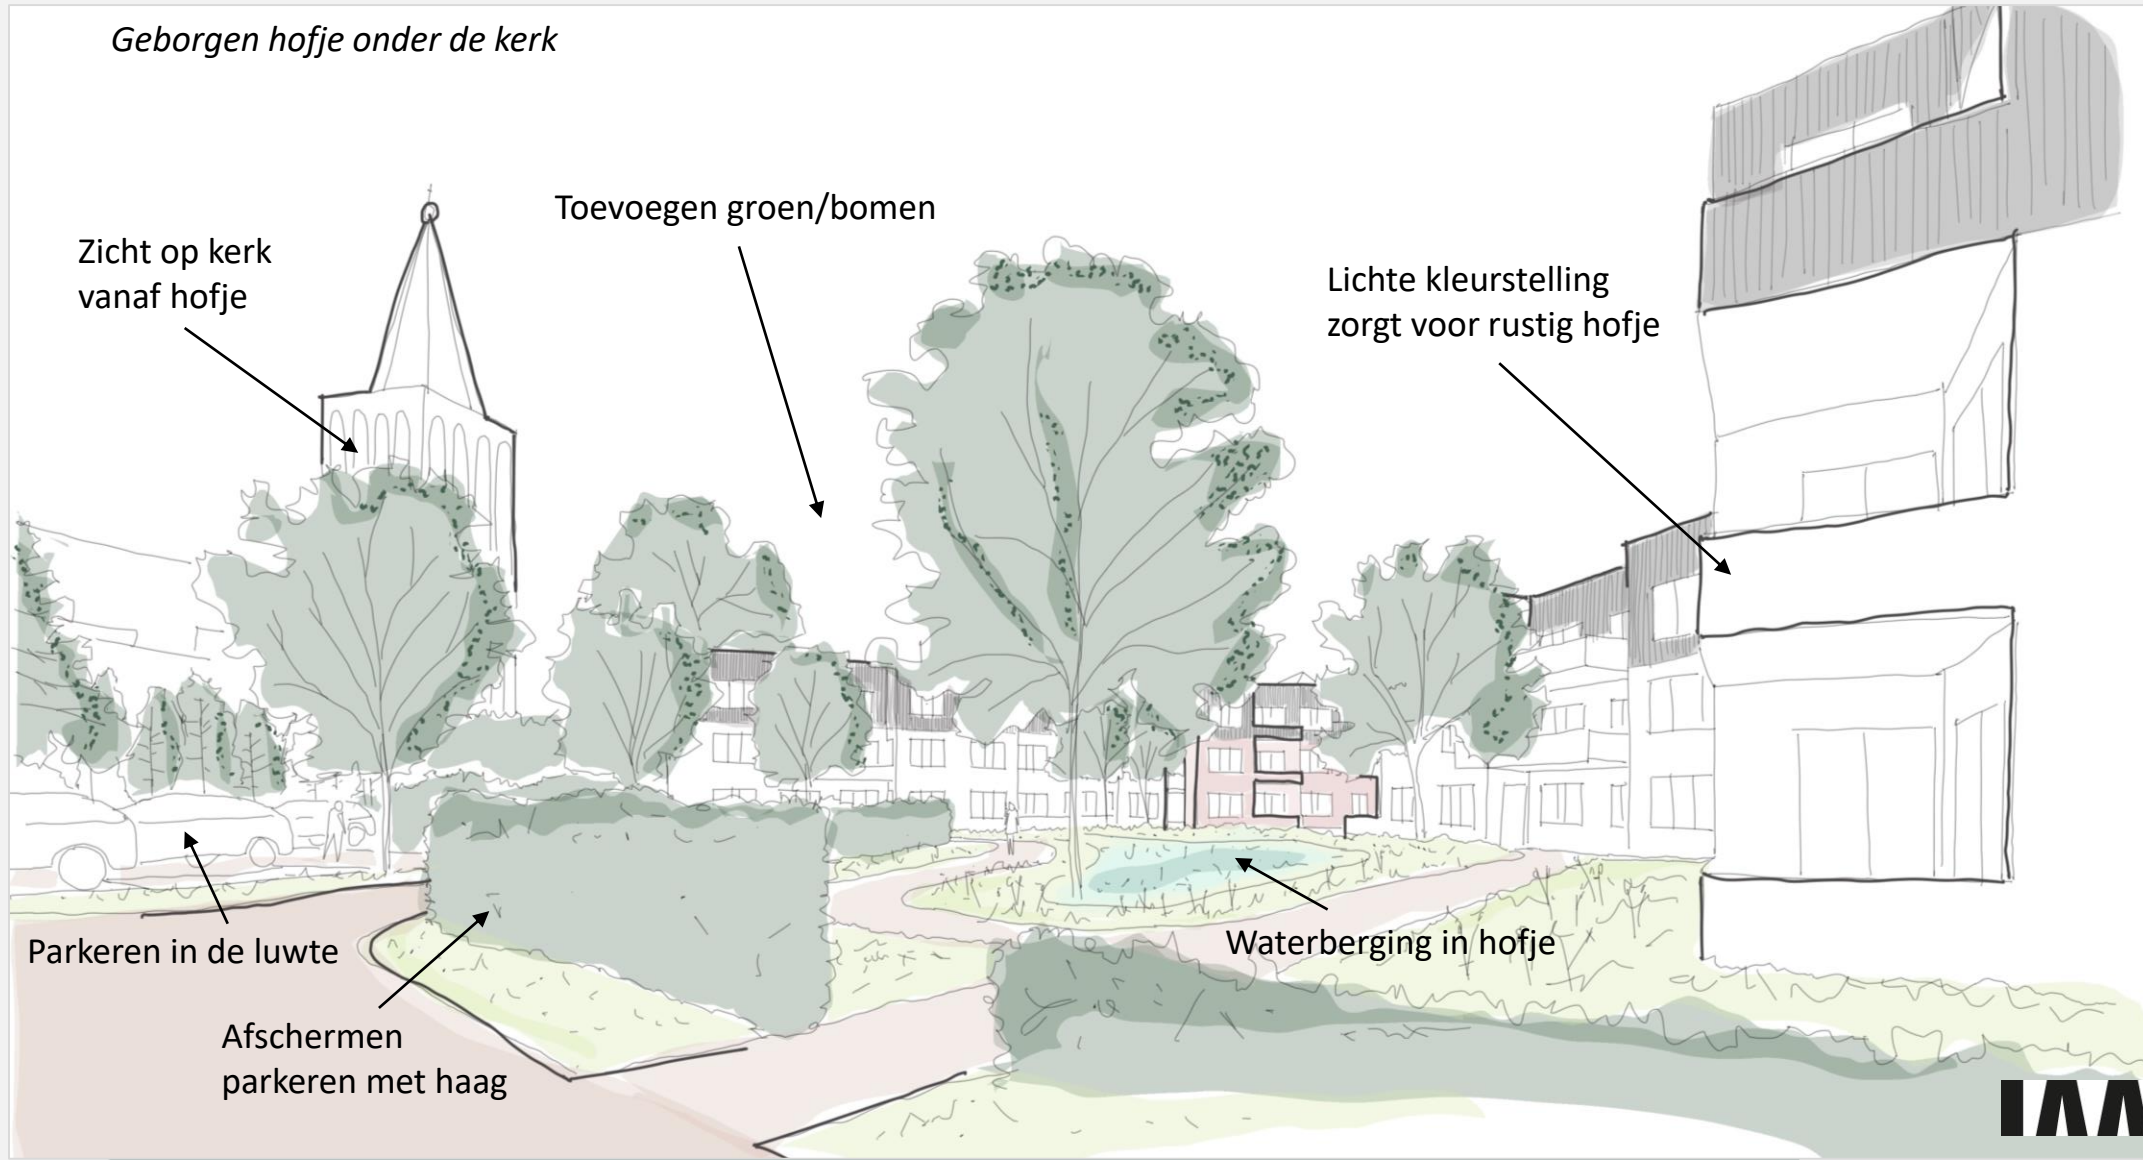 Geborgen hofje onder de kerk
Toevoegen groen/bomen
Zicht op kerk
vanaf hofje
Lichte kleurstelling
zorgt voor rustig hofje
Parkeren in de luwte
Waterberging in hofje
Afschermen
parkeren met haag
IAA